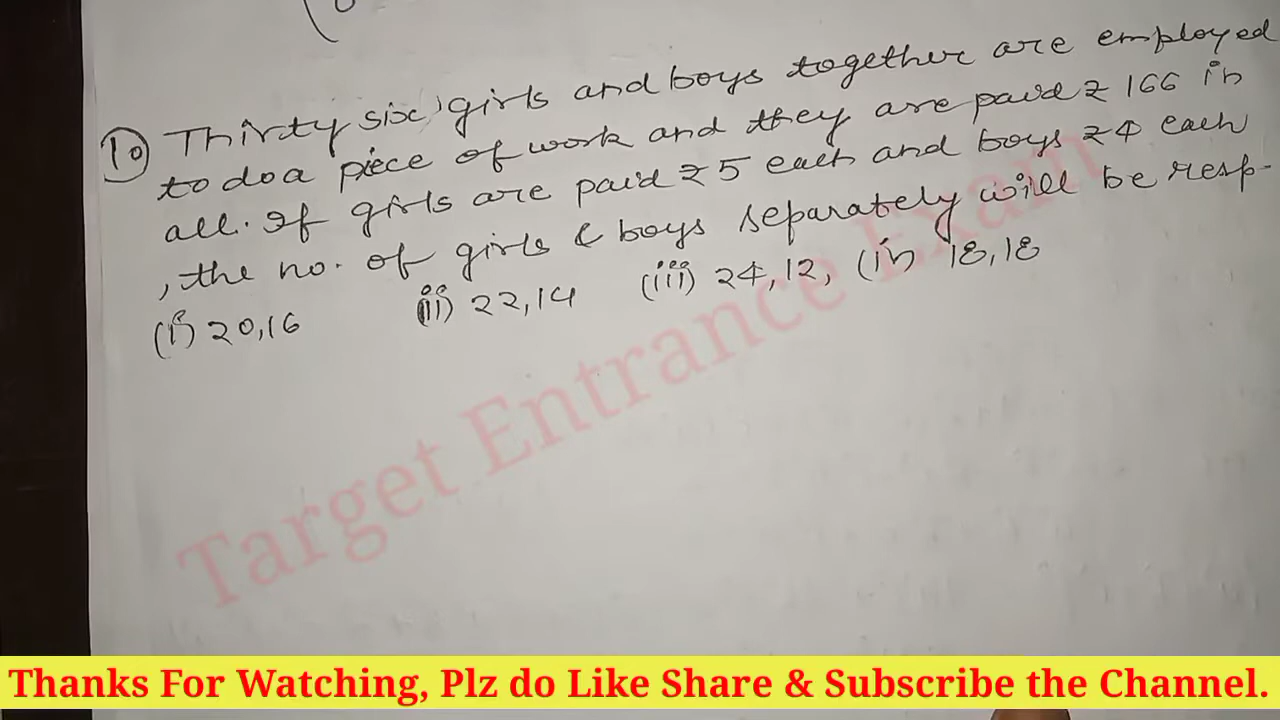 10) Thirty six girls and boys together are employed
to do a piece of work and they are paid ₹ 166 in
all. If girls are paid ₹ 5 each and boys ₹ 4 each
, the no. of girls & boys separately will be resp-
(i) 20,16 (ii) 22,14 (iii) 24,12, (iv) 18,18
Target Entrance Exam
Thanks For Watching, Plz do Like Share & Subscribe the Channel.